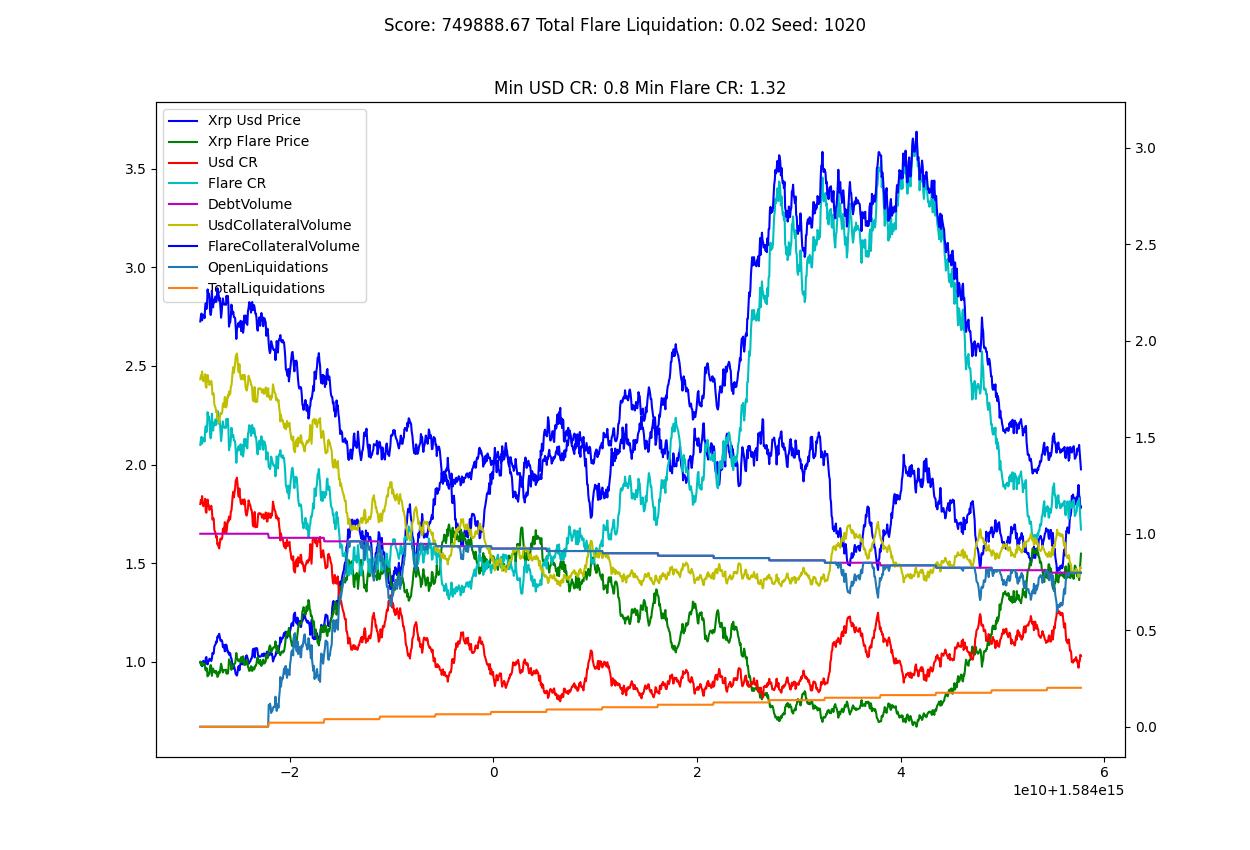 Score: 749888.67 Total Flare Liquidation: 0.02 Seed: 1020
Min USD CR: 0.8 Min Flare CR: 1.32
Xrp Usd Price
Xrp Flare Price
Usd CR
Flare CR
DebtVolume
UsdCollateralVolume
FlareCollateralVolume
OpenLiquidations
TotalLiquidations
3.5
3.0
2.5
2.0
1.5
1.0
3.0
2.5
2.0
1.5
1.0
0.5
0.0
−2
0
2
4
6
1e10+1.584e15